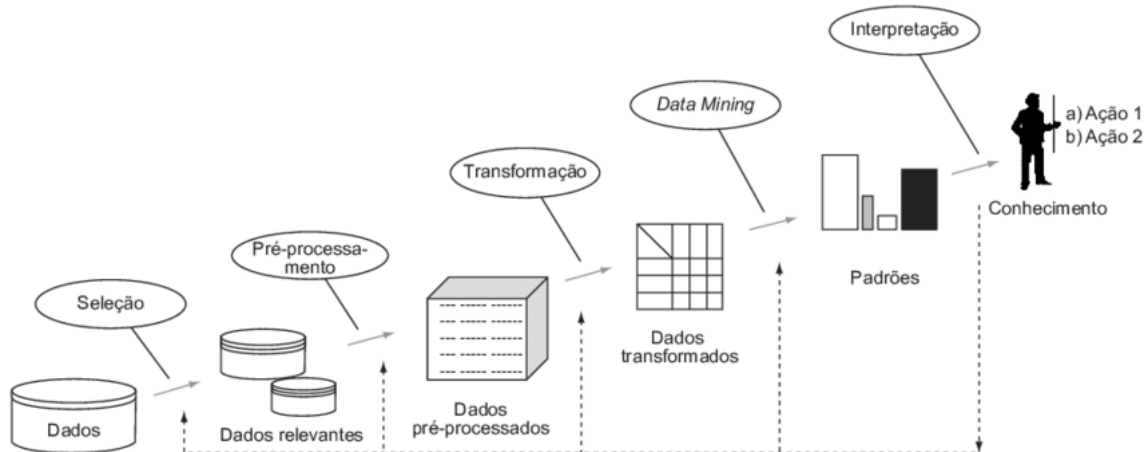 Interpretação
Data Mining
a) Ação 1
b) Ação 2
Transformação
Conhecimento
Pré-processa-
mento
Padrões
Seleção
Dados
transformados
Dados
Dados relevantes
Dados
pré-processados